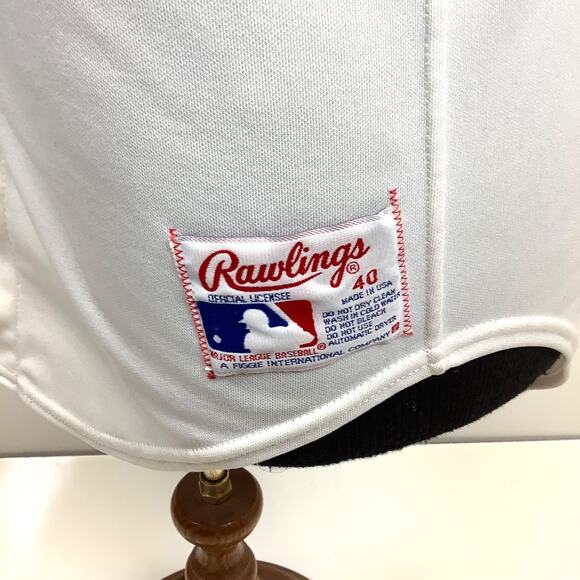 Rawlings®
40
OFFICIAL LICENSEE
MADE IN USA
DO NOT DRY CLEAN
WASH IN COLD WATER
DO NOT BLEACH
DO NOT USE
AUTOMATIC DRYER
MAJOR LEAGUE BASEBALL®
A FIGGIE INTERNATIONAL COMPANY